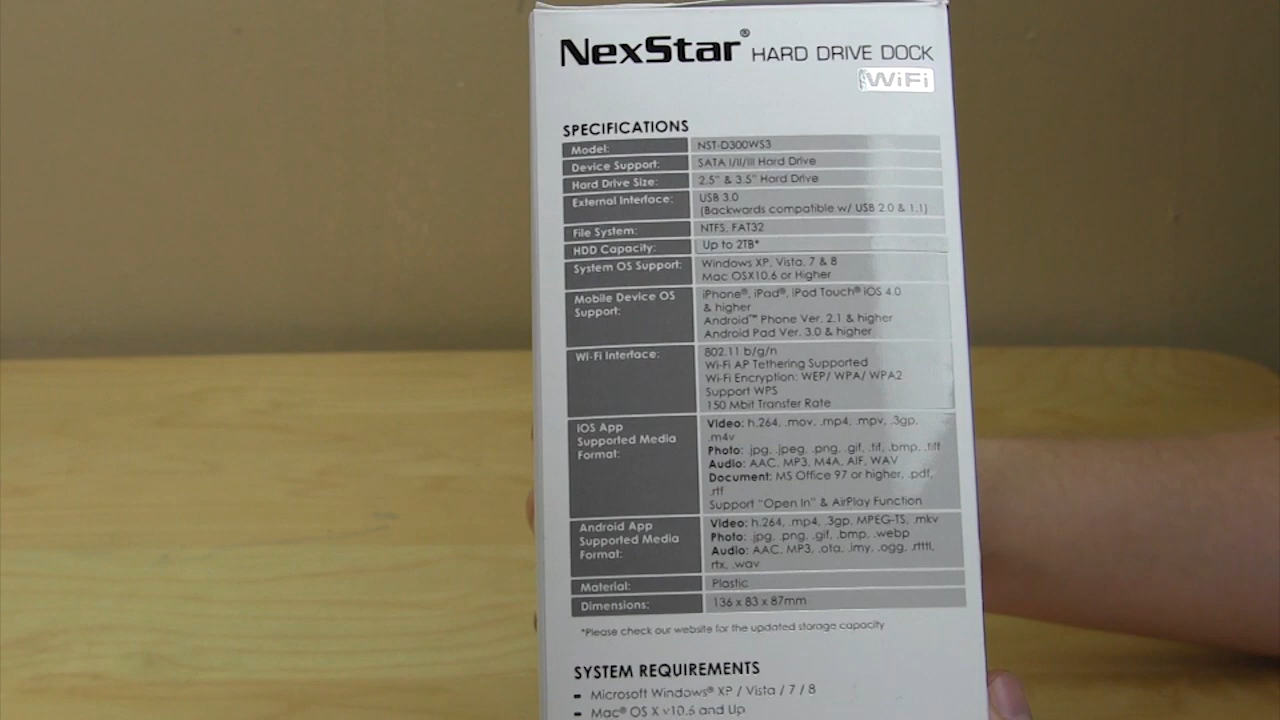 NexStar® HARD DRIVE DOCK
WiFi
SPECIFICATIONS
Model: NST-D300WS3
Device Support: SATA I/II/III Hard Drive
Hard Drive Size: 2.5" & 3.5" Hard Drive
External Interface: USB 3.0
(Backwards compatible w/ USB 2.0 & 1.1)
File System: NTFS, FAT32
HDD Capacity: Up to 2TB*
System OS Support: Windows XP, Vista, 7 & 8
Mac OSX10.6 or Higher
Mobile Device OS iPhone®, iPad®, iPod Touch® iOS 4.0
Support: & higher
Android™ Phone Ver. 2.1 & higher
Android Pad Ver. 3.0 & higher
Wi-Fi Interface: 802.11 b/g/n
Wi-Fi AP Tethering Supported
Wi-Fi Encryption: WEP/ WPA/ WPA2
Support WPS
150 Mbit Transfer Rate
iOS App Video: h.264, .mov, .mp4, .mpv, .3gp,
Supported Media .m4v
Format: Photo: .jpg, .jpeg, .png, .gif, .tif, .bmp, .tiff
Audio: AAC, MP3, M4A, AIF, WAV
Document: MS Office 97 or higher, .pdf,
.rtf
Support "Open In" & AirPlay Function
Android App Video: h.264, .mp4, .3gp, MPEG-TS, .mkv
Supported Media Photo: .jpg, .png, .gif, .bmp, .webp
Format: Audio: AAC, MP3, .ota, .imy, .ogg, .rtttl,
rtx, .wav
Material: Plastic
Dimensions: 136 x 83 x 87mm
*Please check our website for the updated storage capacity
SYSTEM REQUIREMENTS
- Microsoft Windows® XP / Vista / 7 / 8
- Mac® OS X v10.6 and Up